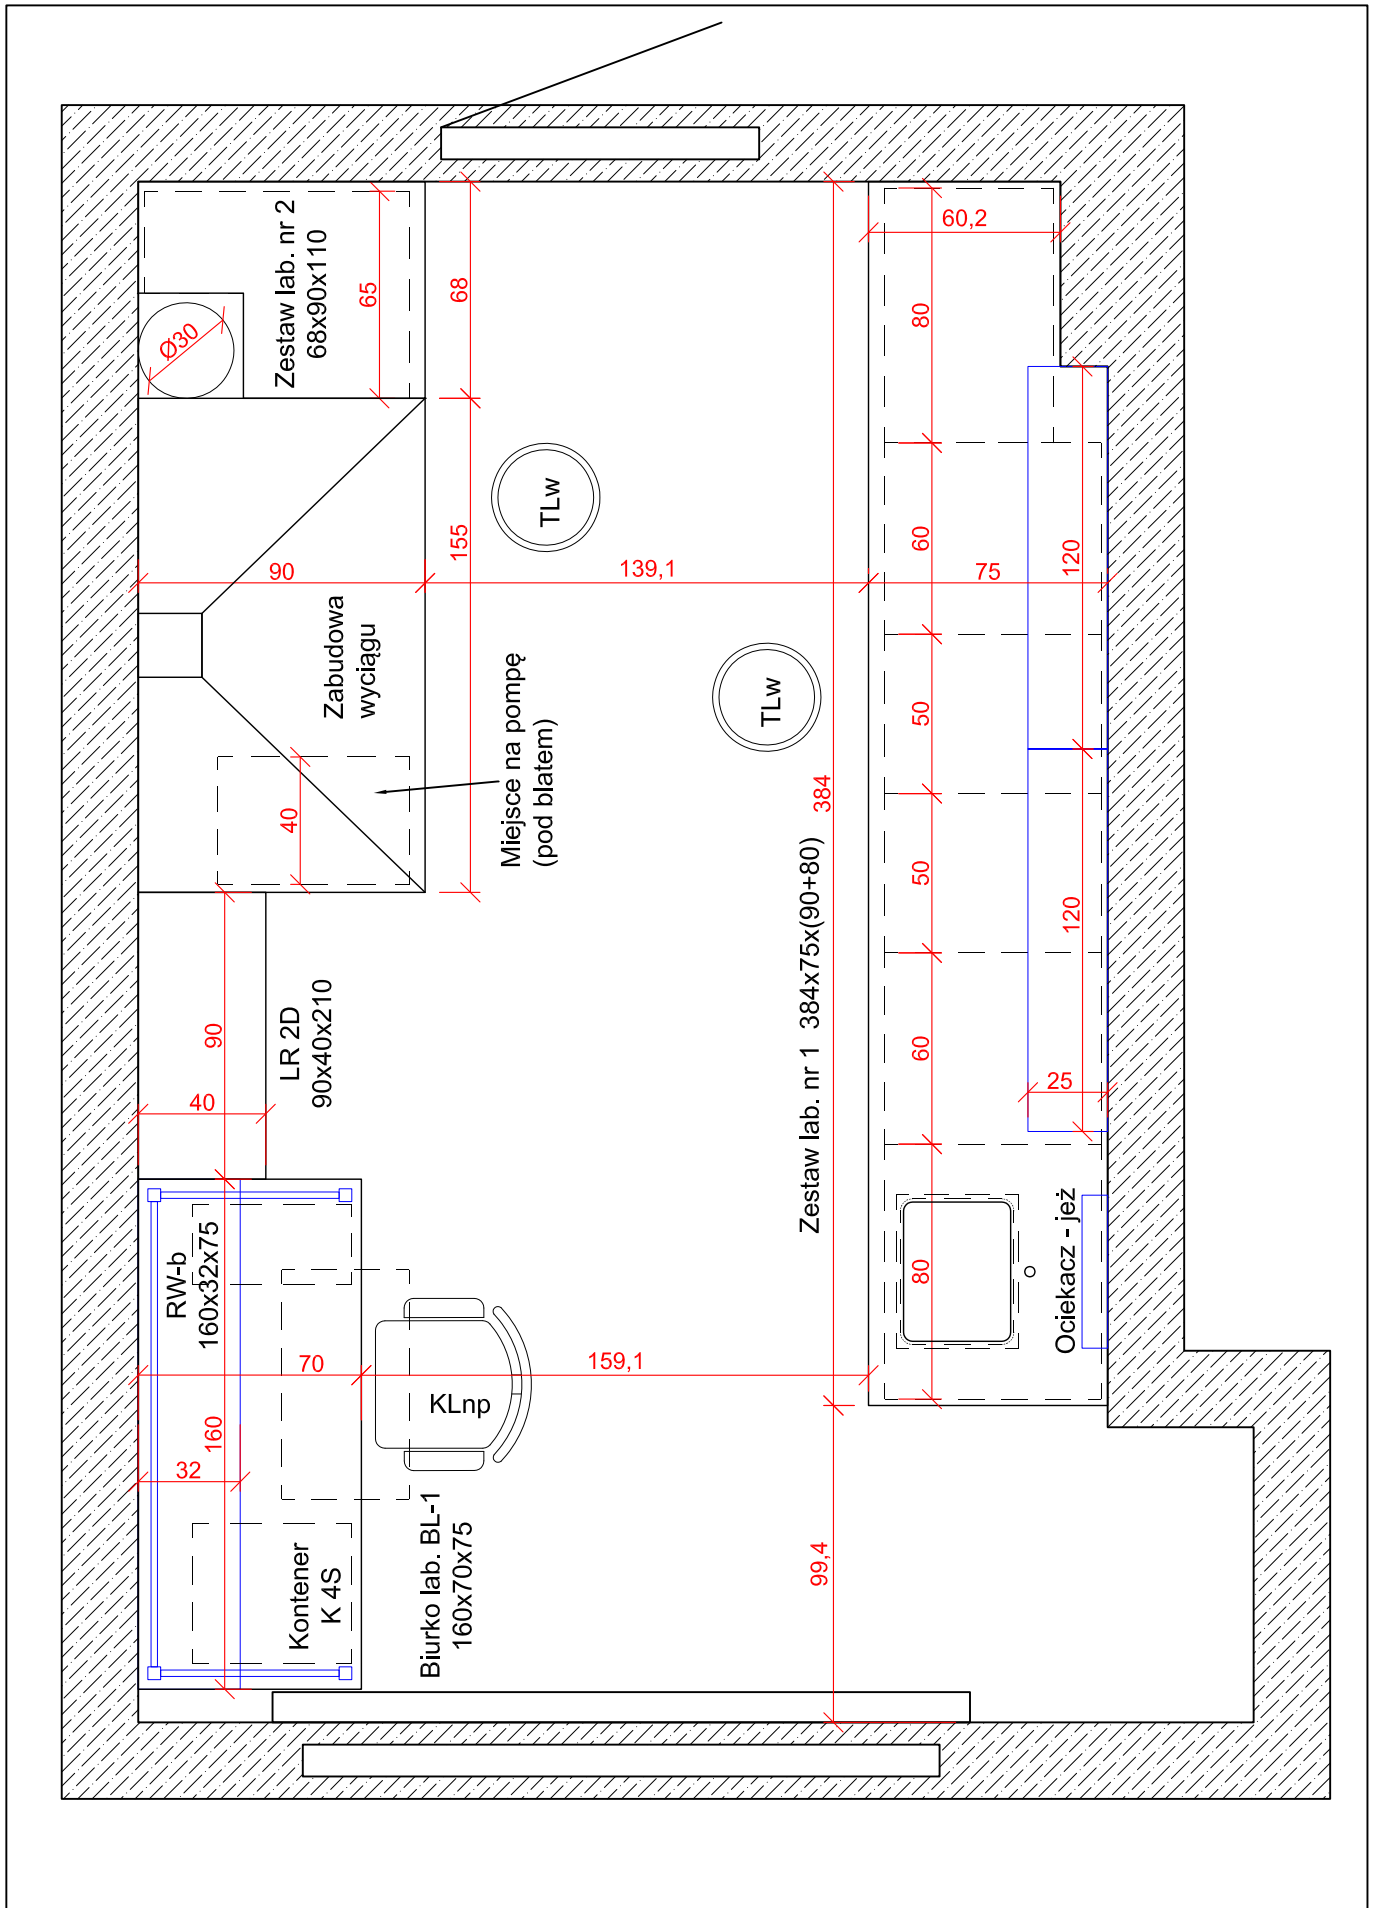 Zestaw lab. nr 2
68x90x110
65
68
Ø30
60,2
80
TLw
155
60
120
90
139,1
75
Zabudowa
wyciągu
Miejsce na pompę
(pod blatem)
40
TLw
50
384
Zestaw lab. nr 1 384x75x(90+80)
50
120
LR 2D
90x40x210
90
40
60
25
RW-b
160x32x75
80
Ociekacz - jeż
70
159,1
KLnp
160
32
Biurko lab. BL-1
160x70x75
Kontener
K 4S
99,4